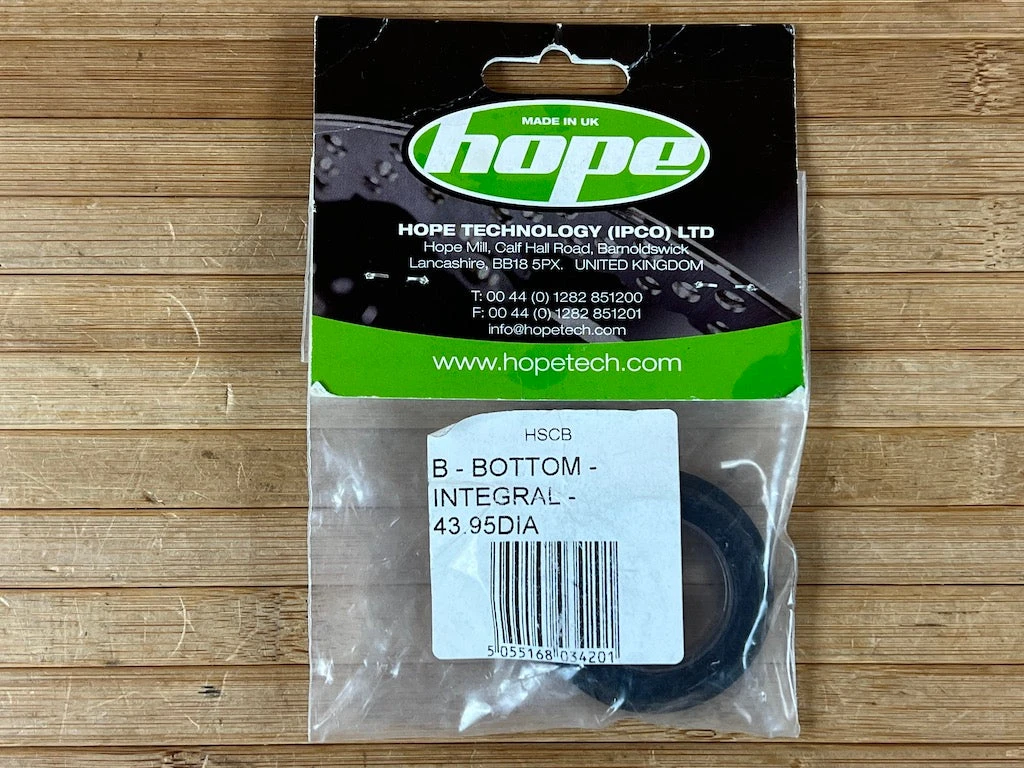 MADE IN UK
hope
HOPE TECHNOLOGY (IPCO) LTD
Hope Mill, Calf Hall Road, Barnoldswick
Lancashire, BB18 5PX. UNITED KINGDOM
T: 00 44 (0) 1282 851200
F: 00 44 (0) 1282 851201
info@hopetech.com
www.hopetech.com
HSCB
B - BOTTOM -
INTEGRAL -
43.95DIA
5 055168 034201